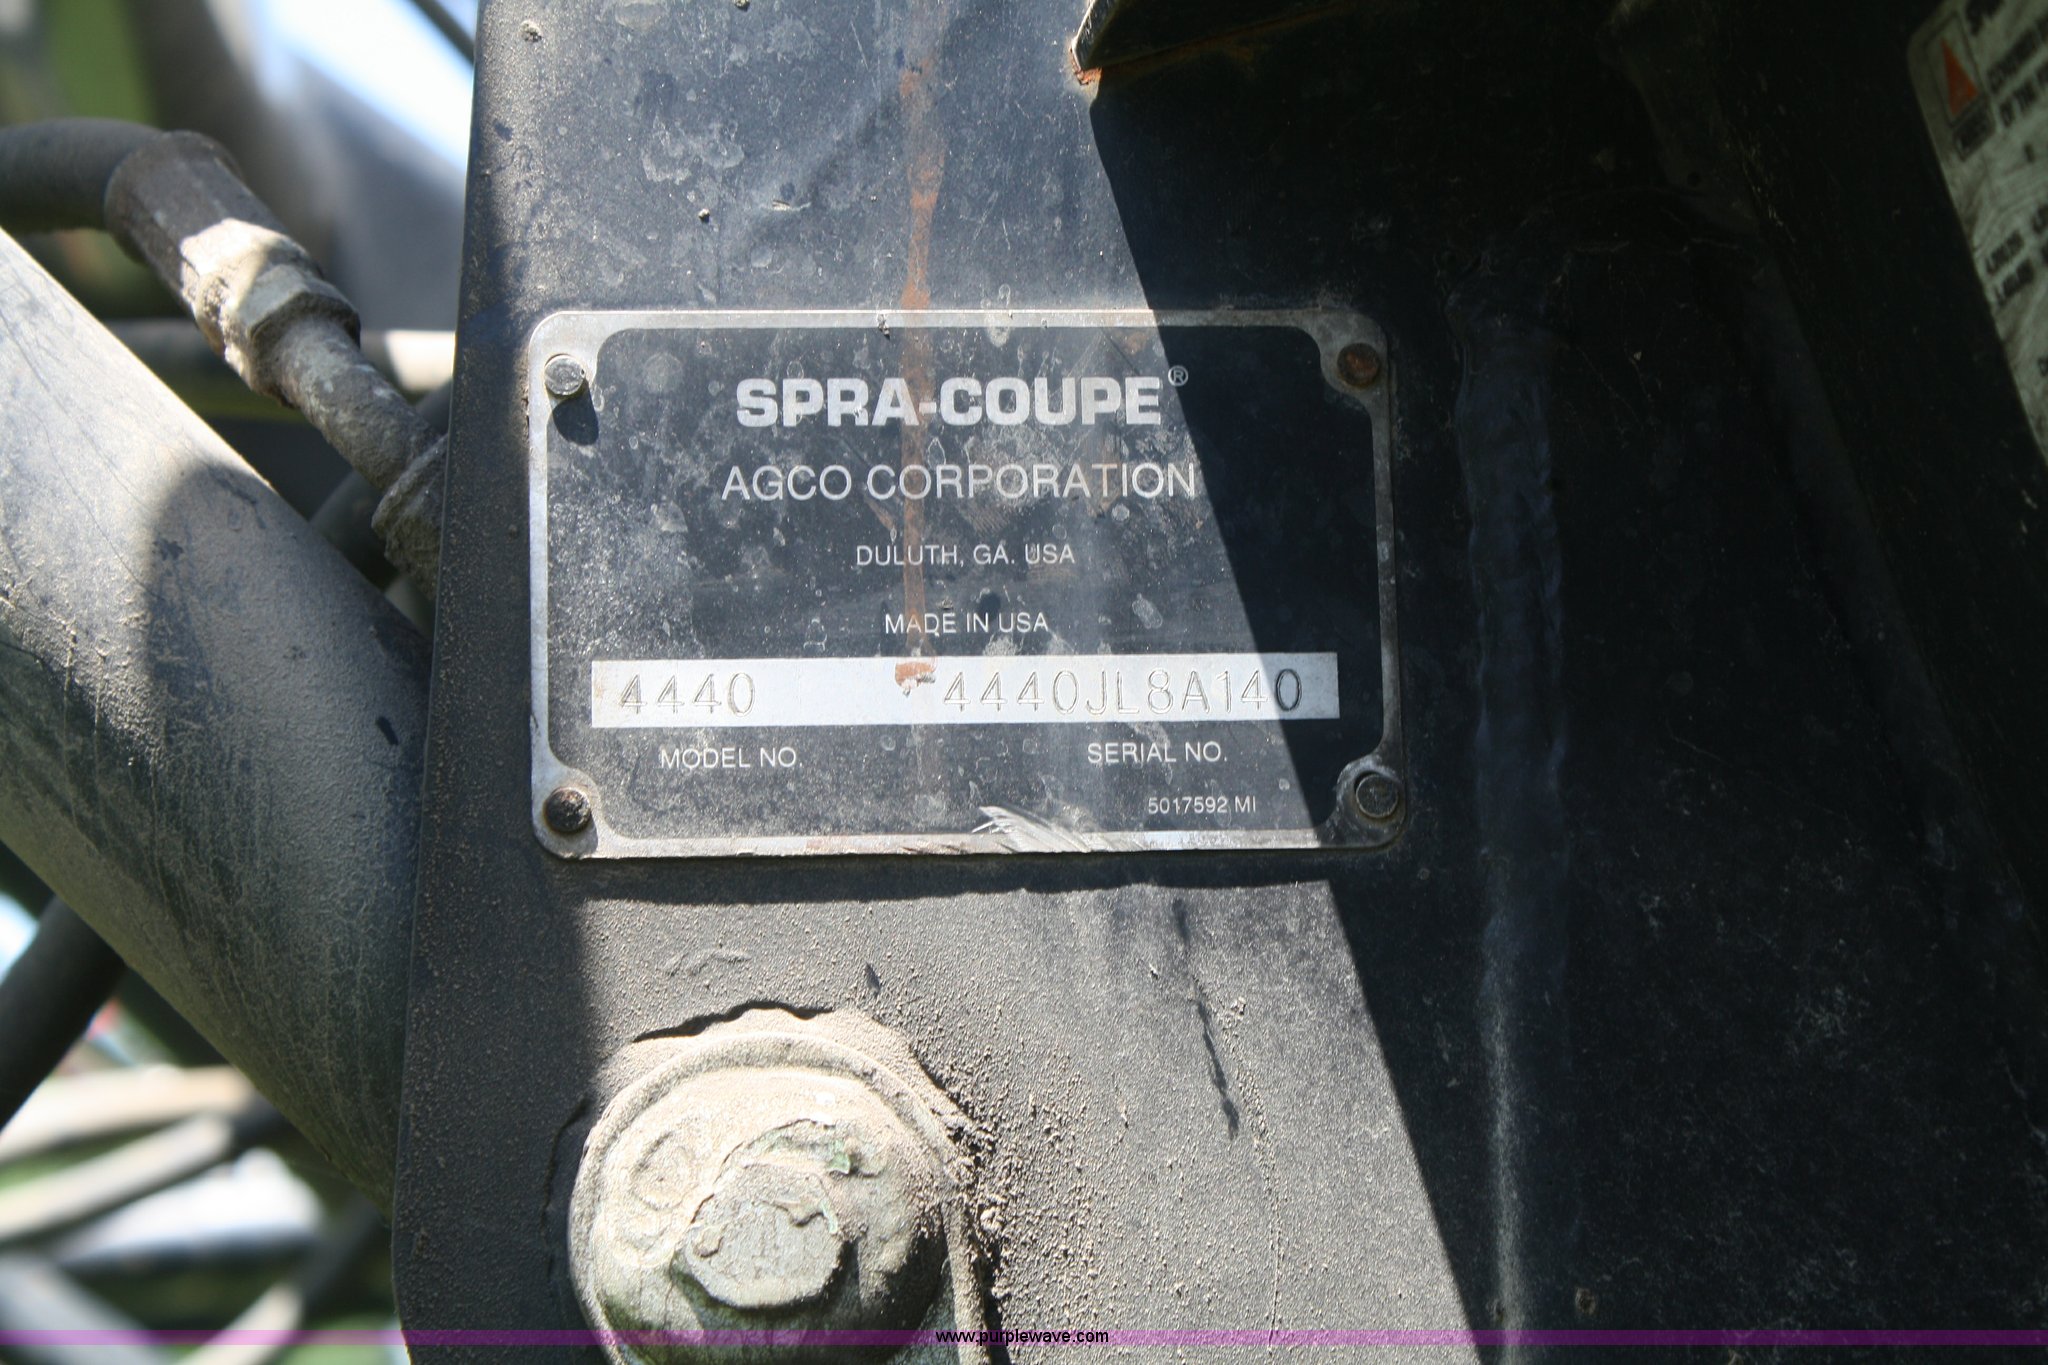 SPRA-COUPE®
AGCO CORPORATION
DULUTH, GA. USA
MADE IN USA
4440 4440JL8A140
MODEL NO. SERIAL NO.
5017592 MI
www.purplewave.com